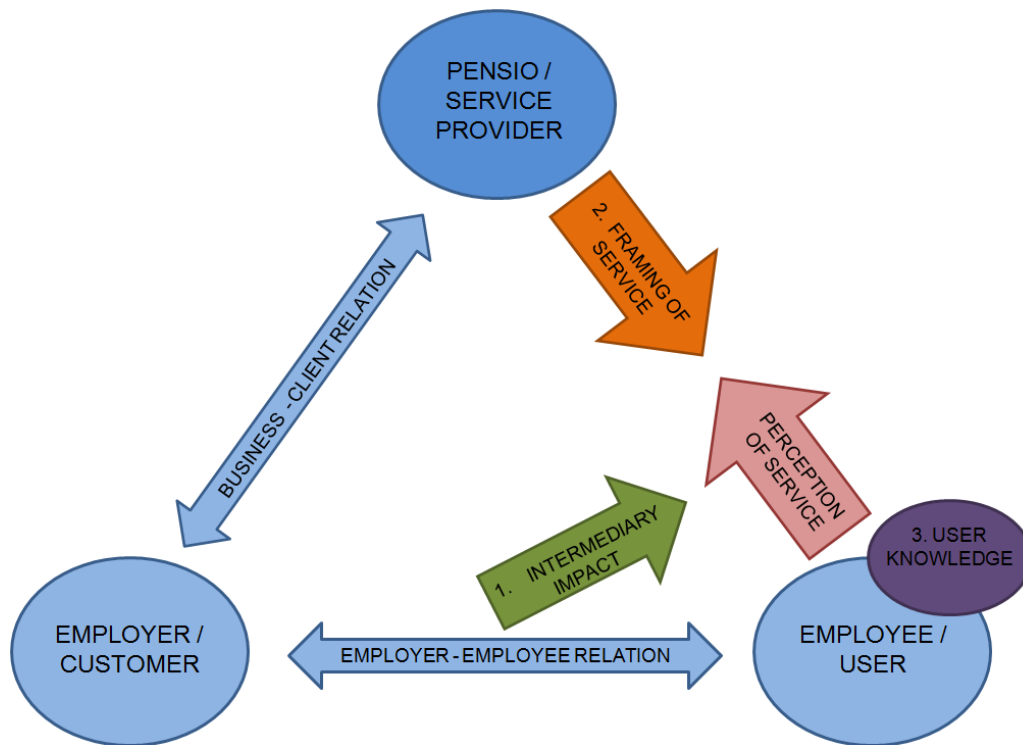 PENSIO /
SERVICE
PROVIDER
2. FRAMING OF
SERVICE
BUSINESS - CLIENT RELATION
PERCEPTION
OF SERVICE
1. INTERMEDIARY
IMPACT
3. USER
KNOWLEDGE
EMPLOYER /
CUSTOMER
EMPLOYER - EMPLOYEE RELATION
EMPLOYEE /
USER